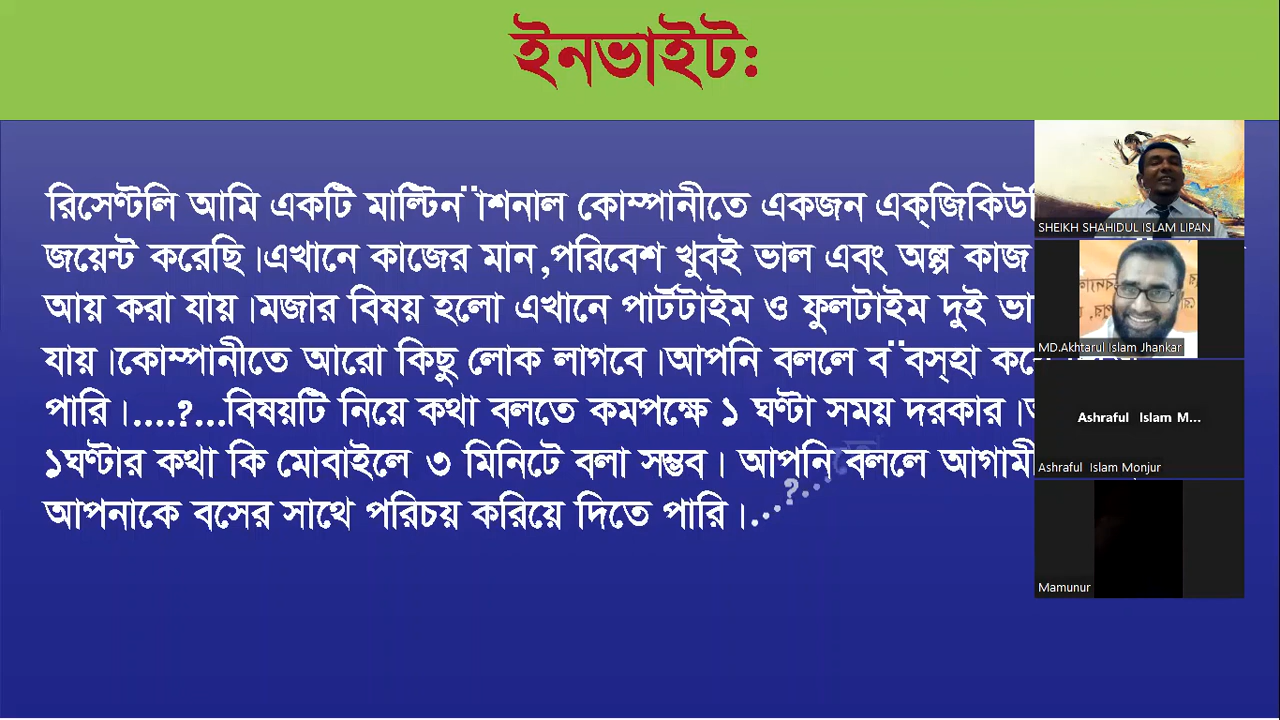 ইনভাইট:
রিসেন্টলি আমি একটি মাল্টিন¨াশনাল কোম্পানীতে একজন এক্‌জিকিউটি
জয়েন্ট করেছি।এখানে কাজের মান,পরিবেশ খুবই ভাল এবং অল্প কাজ
আয় করা যায়।মজার বিষয় হলো এখানে পার্টটাইম ও ফুলটাইম দুই ভা
যায়।কোম্পানীতে আরো কিছু লোক লাগবে।আপনি বললে ব¨বস্হা করে
পারি।....?...বিষয়টি নিয়ে কথা বলতে কমপক্ষে ১ ঘণ্টা সময় দরকার।
১ঘণ্টার কথা কি মোবাইলে ৩ মিনিটে বলা সম্ভব। আপনি বললে আগামী
আপনাকে বসের সাথে পরিচয় করিয়ে দিতে পারি।....?...
SHEIKH SHAHIDUL ISLAM LIPAN
MD.Akhtarul Islam Jhankar
Ashraful Islam M...
Ashraful Islam Monjur
Mamunur